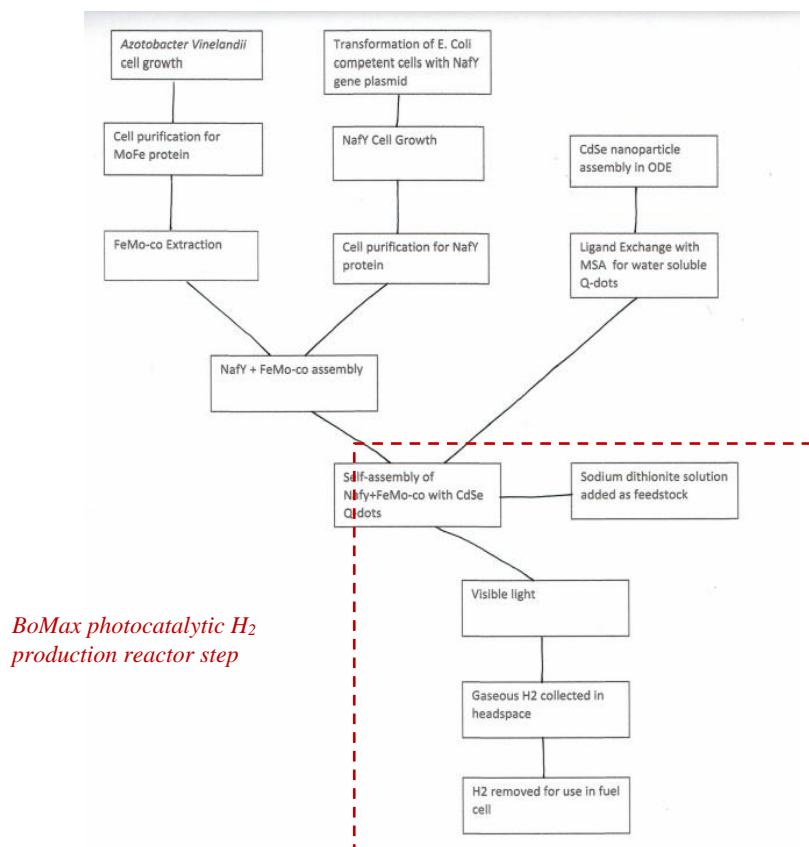 Azotobacter Vinelandii
cell growth
Transformation of E. Coli
competent cells with NafY
gene plasmid
Cell purification for
MoFe protein
NafY Cell Growth
CdSe nanoparticle
assembly in ODE
FeMo-co Extraction
Cell purification for NafY
protein
Ligand Exchange with
MSA for water soluble
Q-dots
NafY + FeMo-co assembly
Self-assembly of
Nafy+FeMo-co with CdSe
Q-dots
Sodium dithionite solution
added as feedstock
Visible light
BoMax photocatalytic H2
production reactor step
Gaseous H2 collected in
headspace
H2 removed for use in fuel
cell